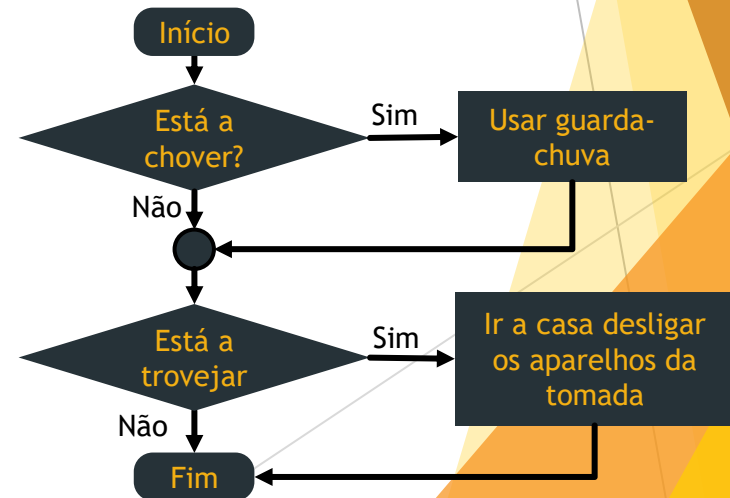 Início
Está a
chover?
Sim
Usar guarda-
chuva
Não
Está a
trovejar
Sim
Ir a casa desligar
os aparelhos da
tomada
Não
Fim